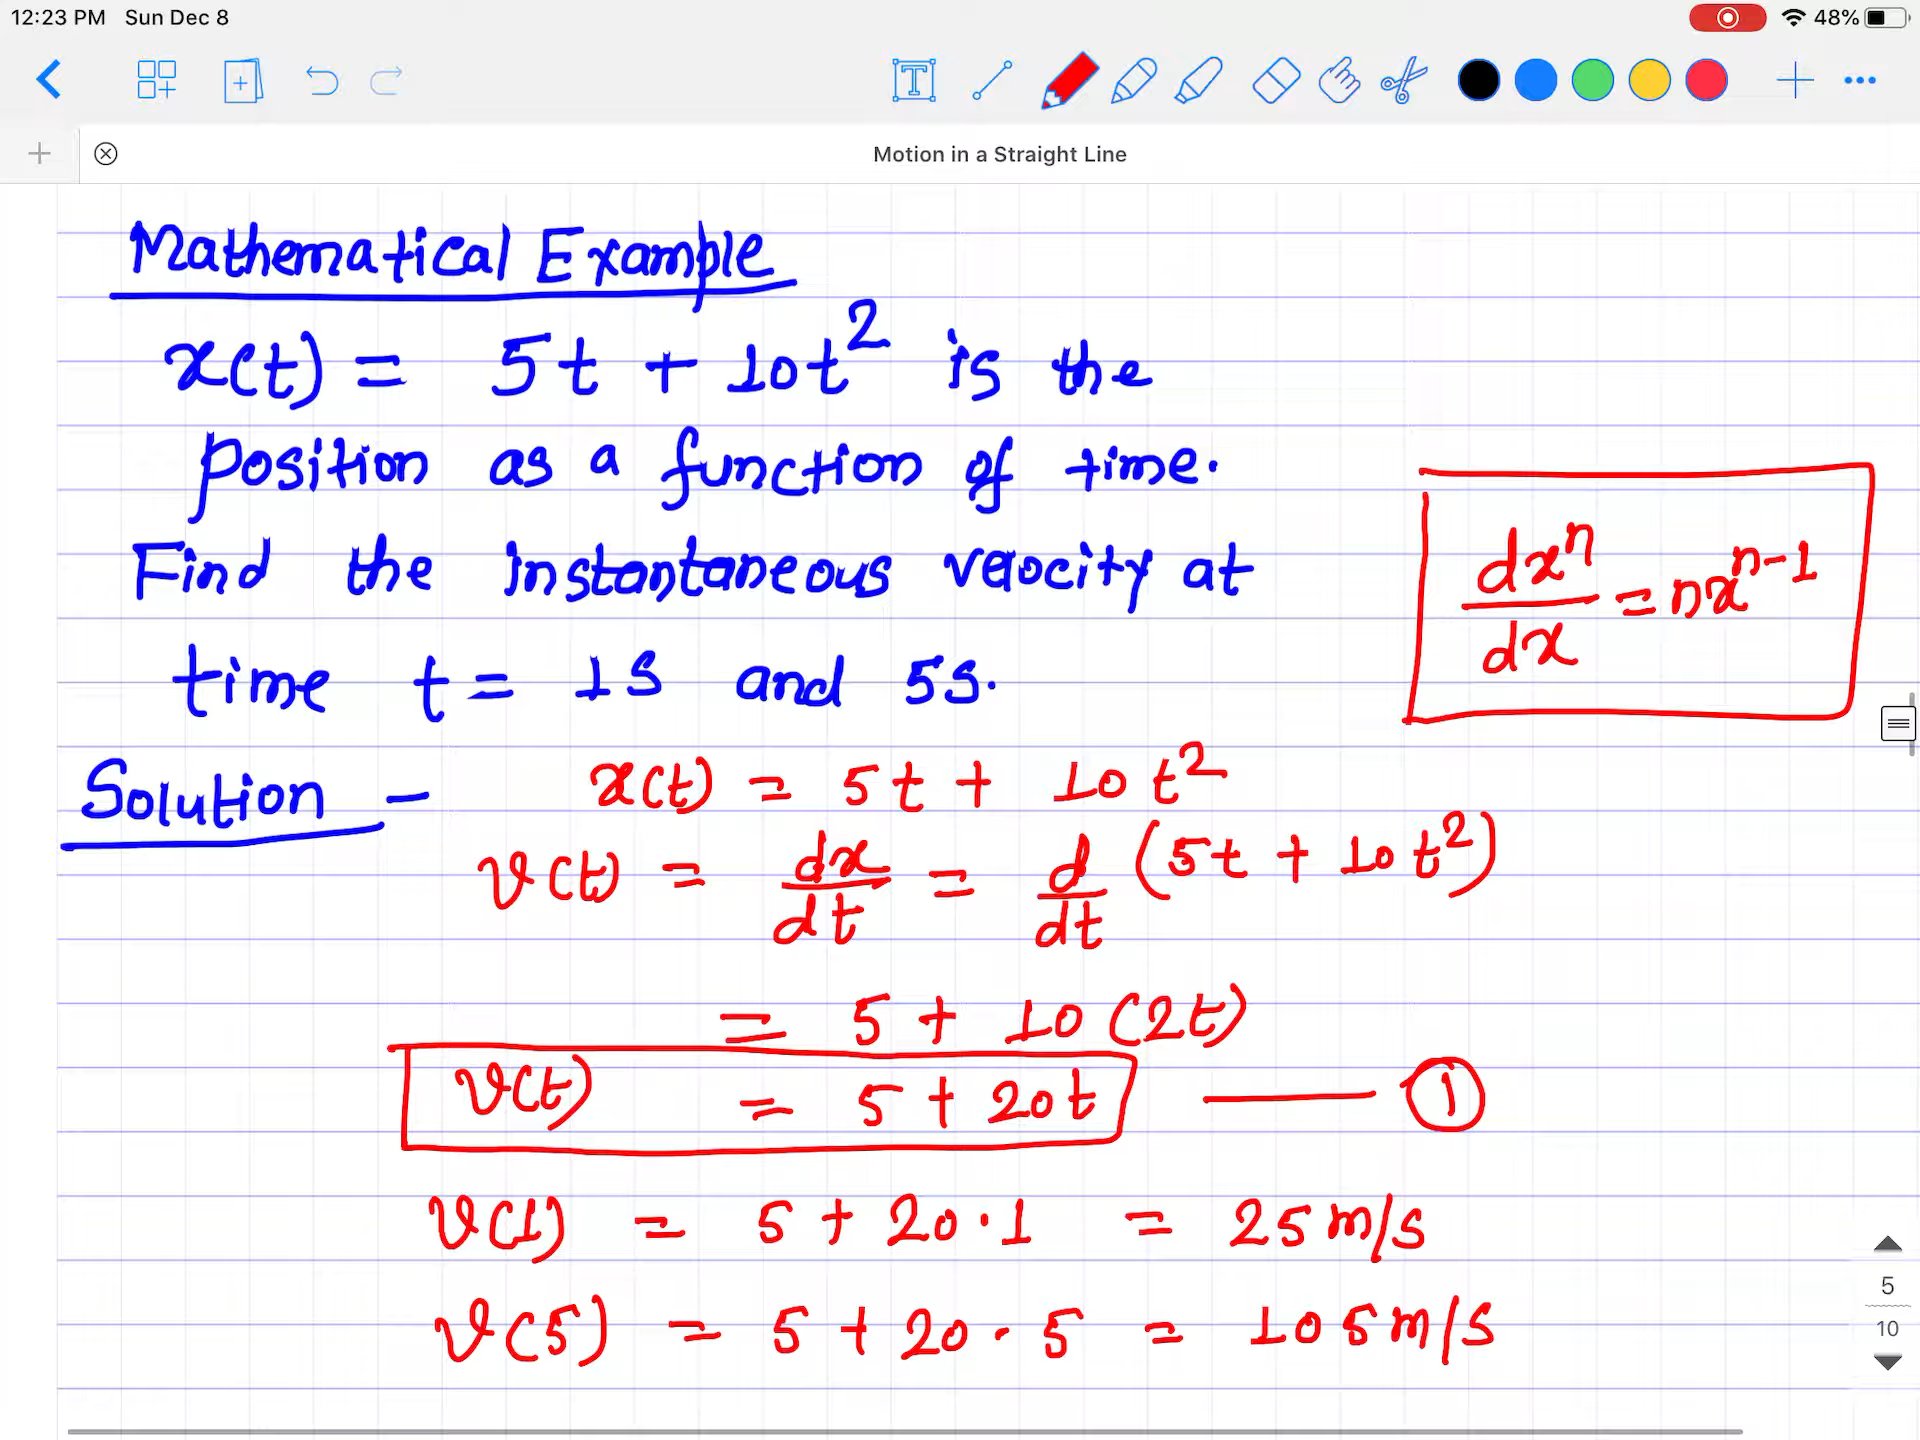 12:23 PM Sun Dec 8 48%
T
Motion in a Straight Line
Mathematical Example
x(t) = 5t + 10t² is the
position as a function of time.
Find the instantaneous velocity at
time t = 1s and 5s.
dxⁿ/dx = nxⁿ⁻¹
Solution - x(t) = 5t + 10t²
v(t) = dx/dt = d/dt (5t + 10t²)
= 5 + 10(2t)
v(t) = 5 + 20t —— ①
v(1) = 5 + 20·1 = 25 m/s
v(5) = 5 + 20·5 = 105 m/s
5
10